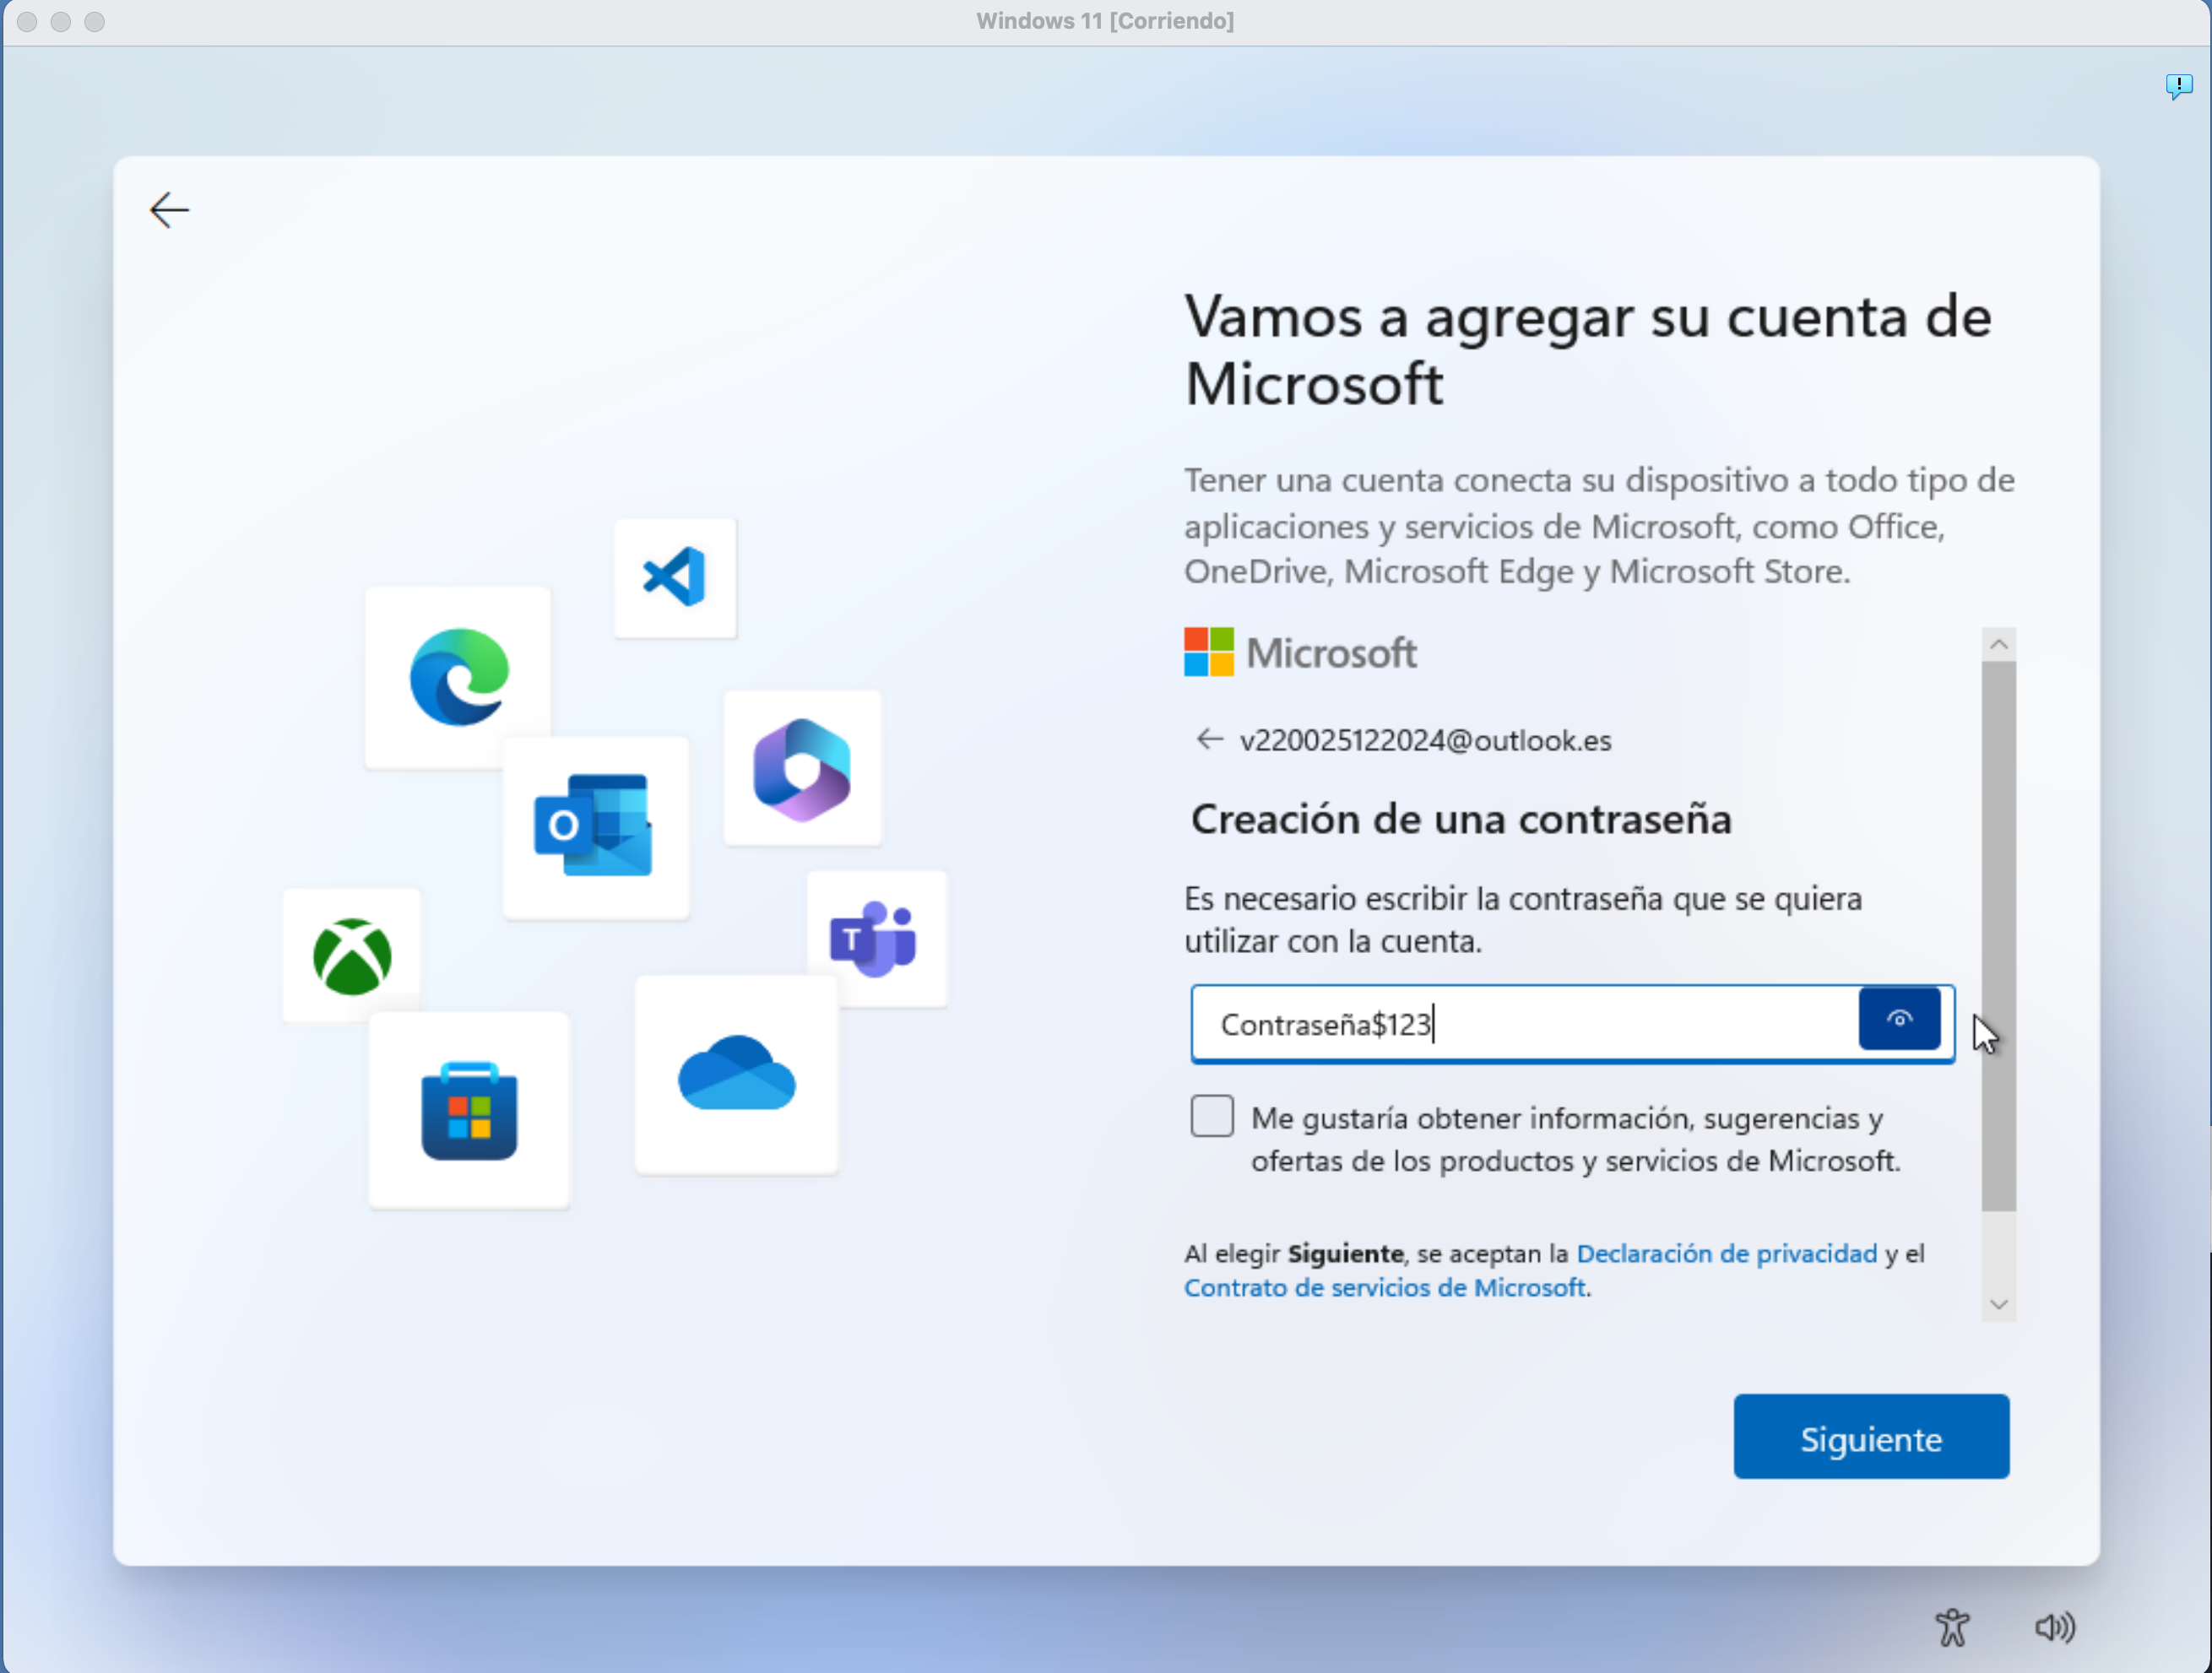 Windows 11 [Corriendo]
Vamos a agregar su cuenta de
Microsoft
Tener una cuenta conecta su dispositivo a todo tipo de
aplicaciones y servicios de Microsoft, como Office,
OneDrive, Microsoft Edge y Microsoft Store.
Microsoft
v220025122024@outlook.es
Creación de una contraseña
Es necesario escribir la contraseña que se quiera
utilizar con la cuenta.
Contraseña$123
Me gustaría obtener información, sugerencias y
ofertas de los productos y servicios de Microsoft.
Al elegir Siguiente, se aceptan la Declaración de privacidad y el
Contrato de servicios de Microsoft.
Siguiente